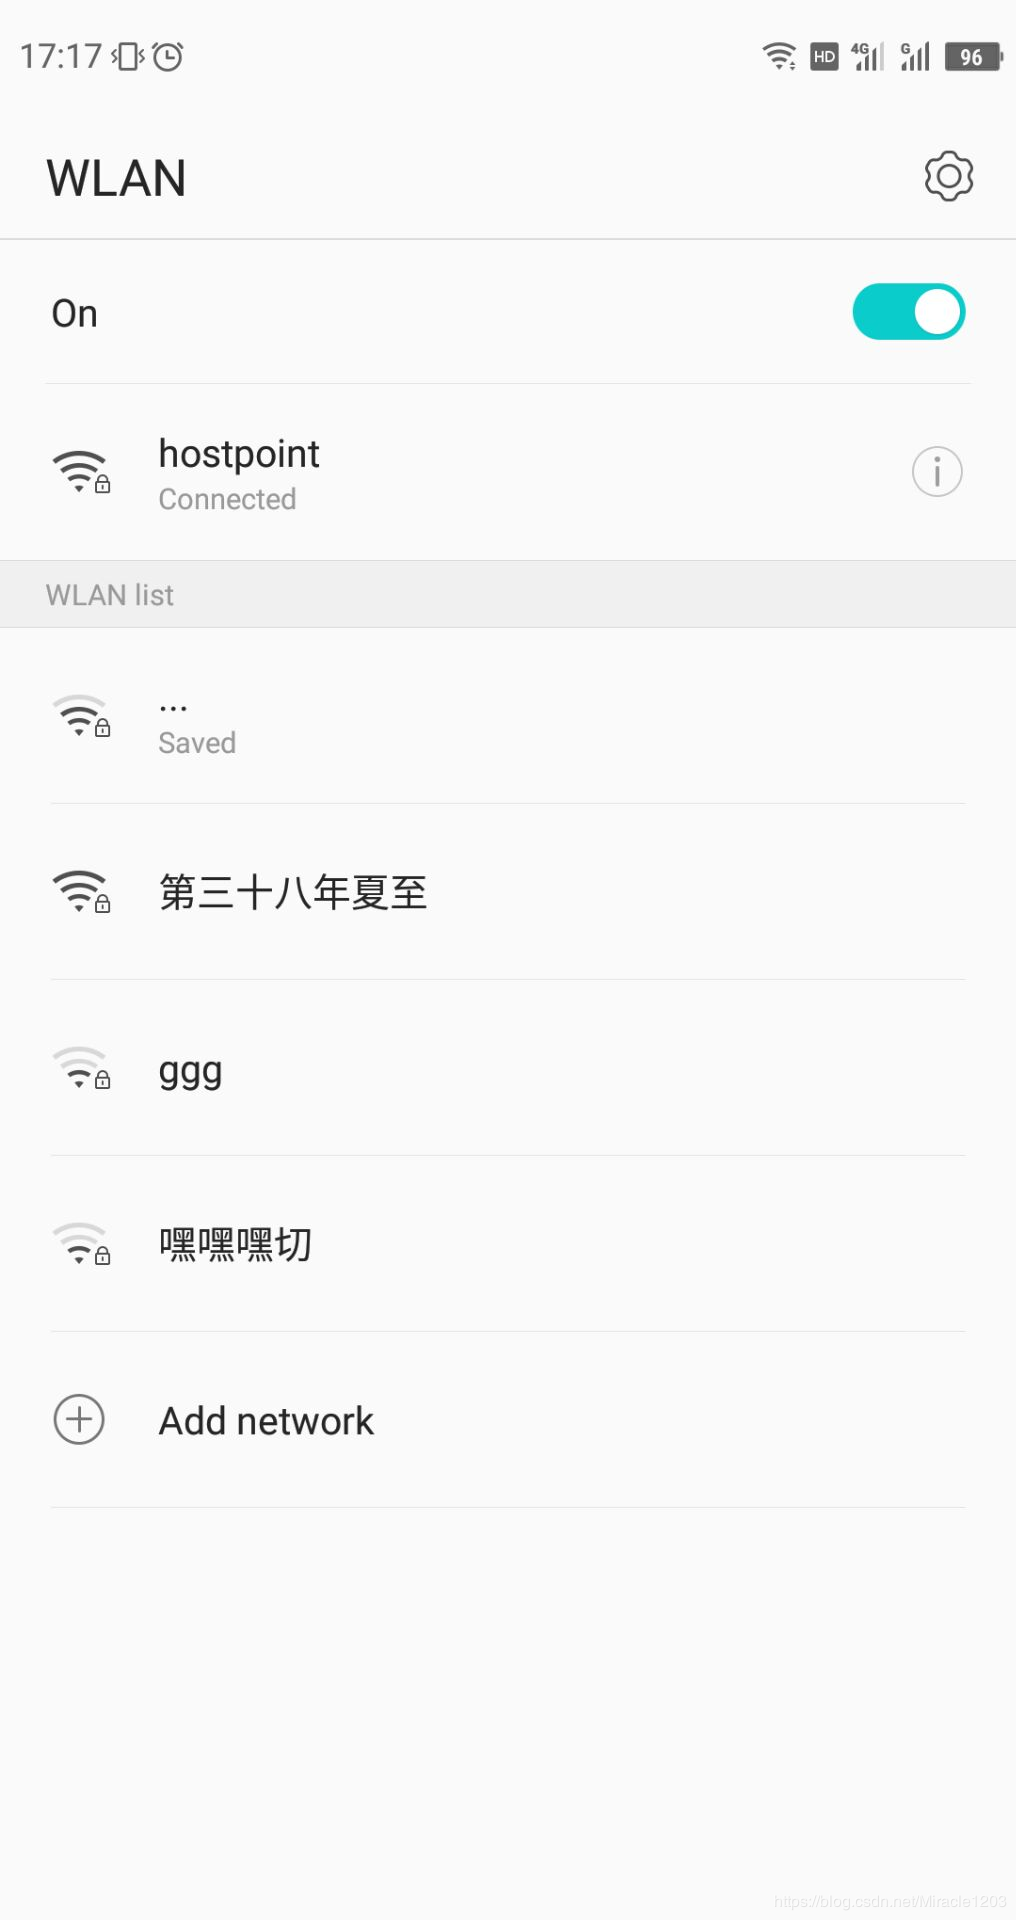 17:17 HD 4G G 96
WLAN
On
hostpoint
Connected
WLAN list
...
Saved
第三十八年夏至
ggg
嘿嘿嘿切
Add network
https://blog.csdn.net/Miracle1203